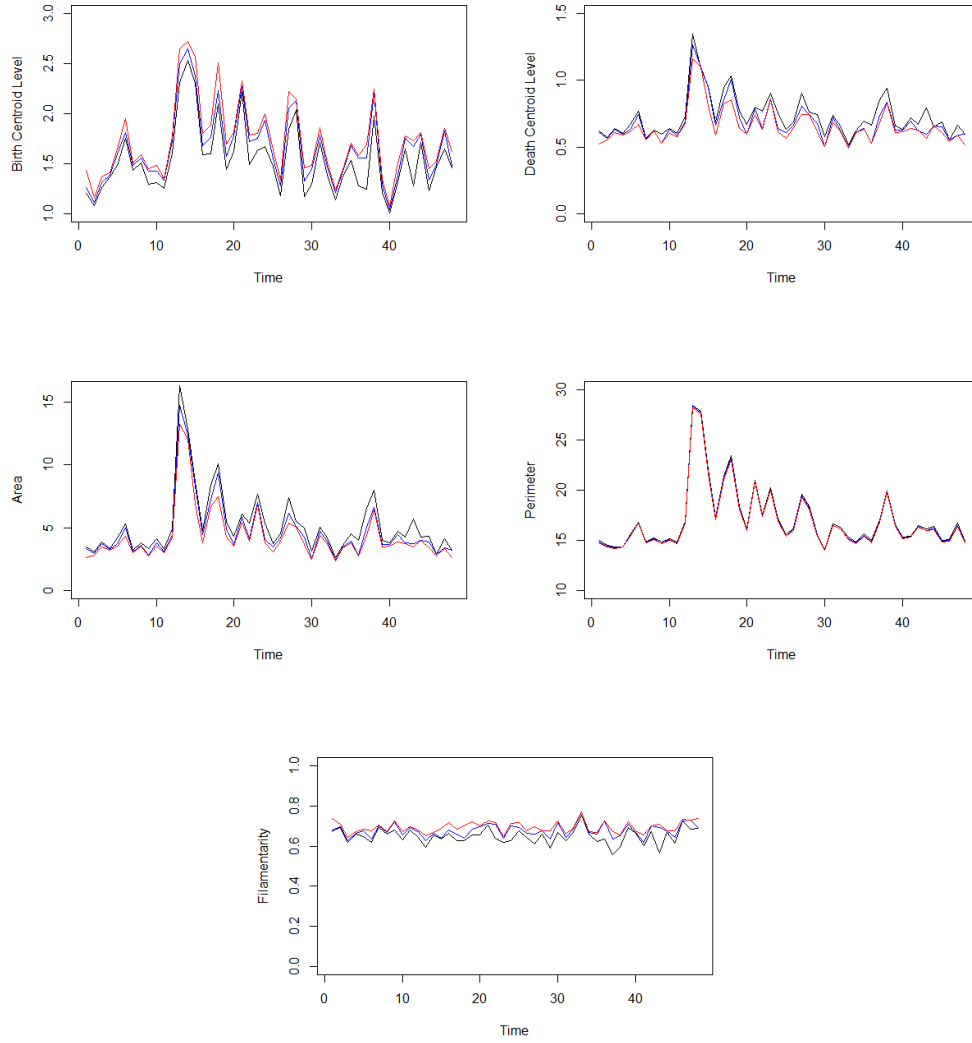 Birth Centroid Level
1.0 1.5 2.0 2.5 3.0
0 10 20 30 40
Time
Death Centroid Level
0.0 0.5 1.0 1.5
0 10 20 30 40
Time
Area
0 5 10 15
0 10 20 30 40
Time
Perimeter
10 15 20 25 30
0 10 20 30 40
Time
Filamentarity
0.0 0.2 0.4 0.6 0.8 1.0
0 10 20 30 40
Time